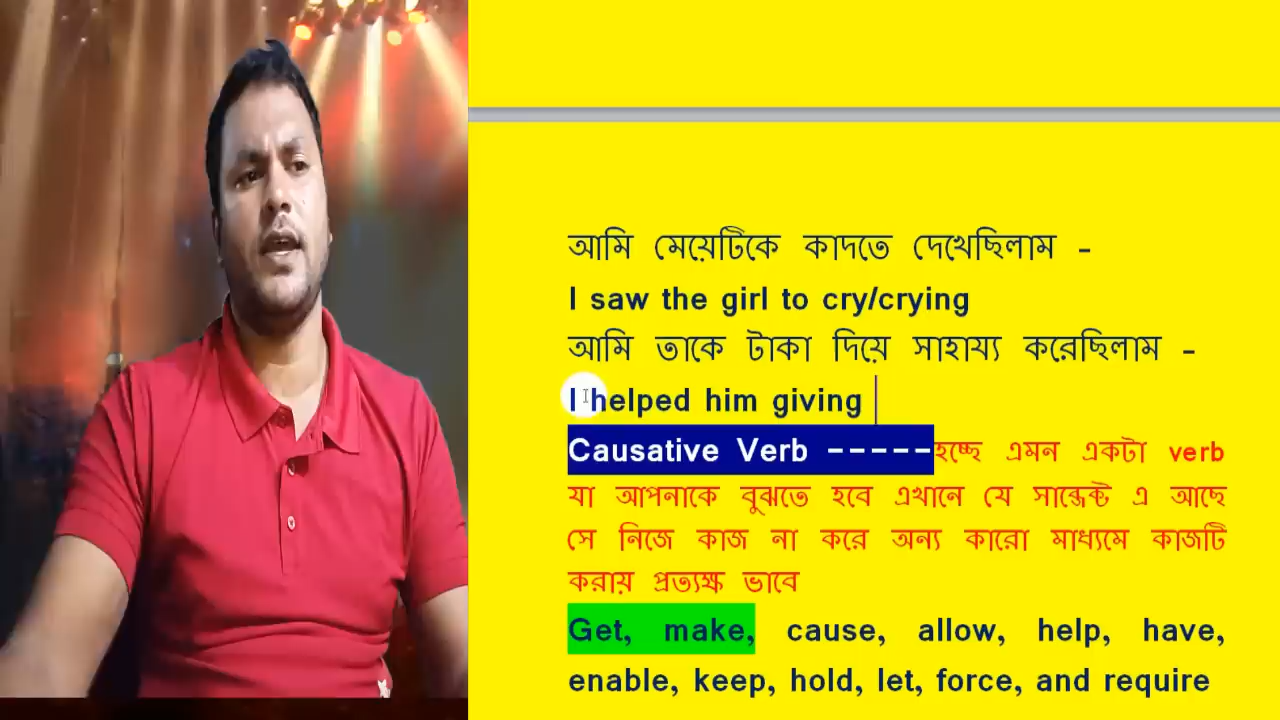 আমি মেয়েটিকে কাদতে দেখেছিলাম -
I saw the girl to cry/crying
আমি তাকে টাকা দিয়ে সাহায্য করেছিলাম -
I helped him giving
Causative Verb -----হচ্ছে এমন একটা verb
যা আপনাকে বুঝতে হবে এখানে যে সাব্জেক্ট এ আছে
সে নিজে কাজ না করে অন্য কারো মাধ্যমে কাজটি
করায় প্রত্যক্ষ ভাবে
Get, make, cause, allow, help, have,
enable, keep, hold, let, force, and require